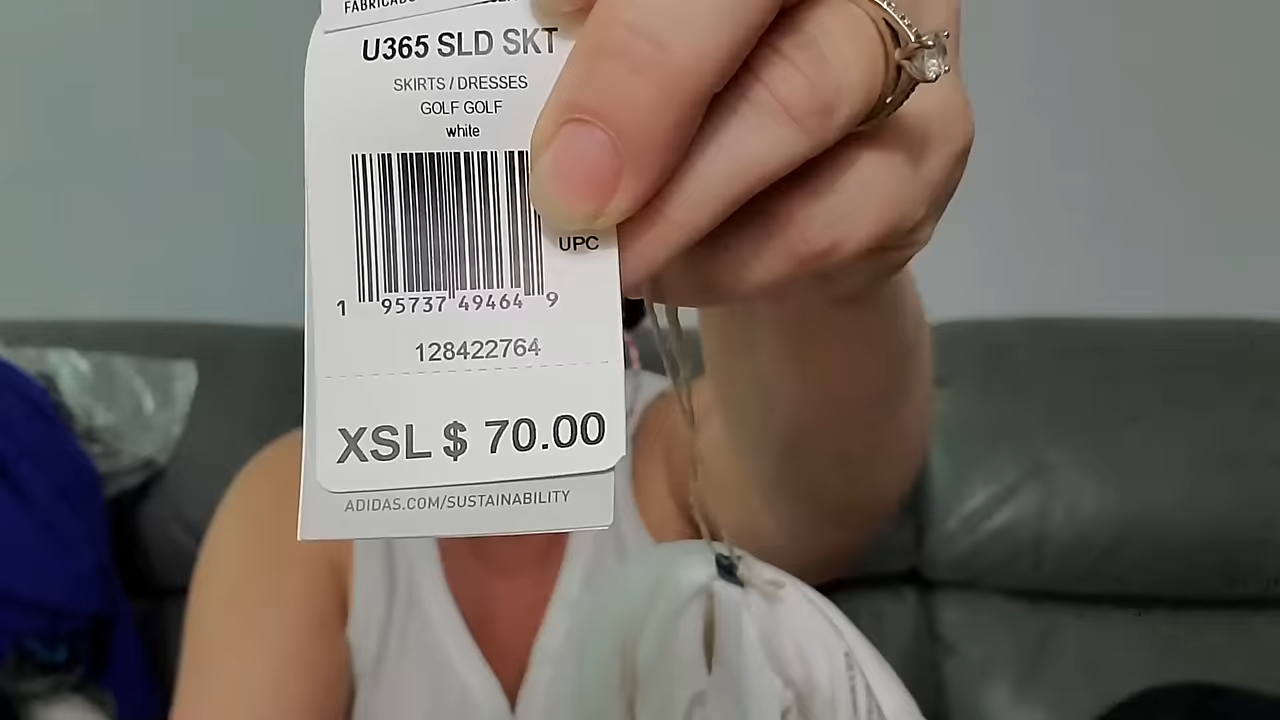 U365 SLD SKT
SKIRTS / DRESSES
GOLF GOLF
white
UPC
1 95737 49464 9
128422764
XSL $ 70.00
ADIDAS.COM/SUSTAINABILITY